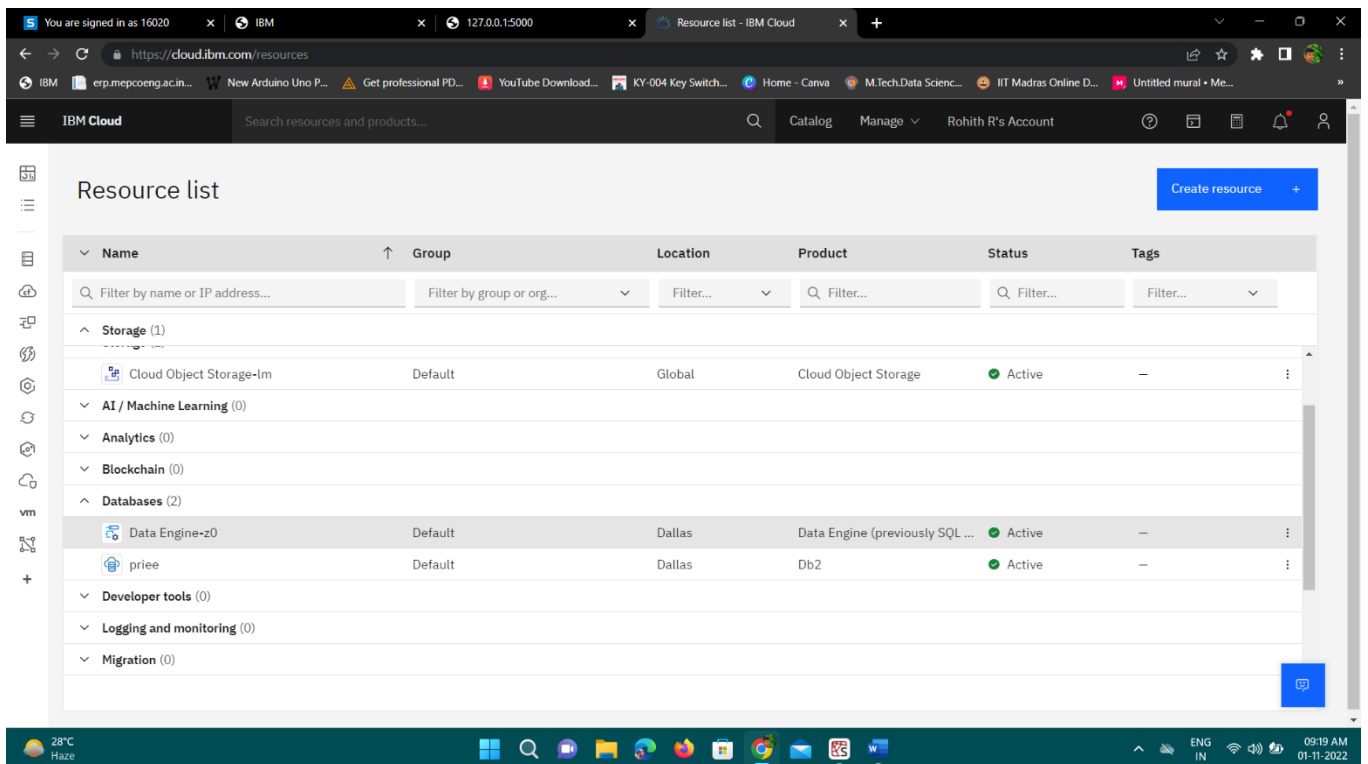 You are signed in as 16020
IBM
127.0.0.1:5000
Resource list - IBM Cloud
https://cloud.ibm.com/resources
IBM
erp.mepcoeng.ac.in...
New Arduino Uno P...
Get professional PD...
YouTube Download...
KY-004 Key Switch...
Home - Canva
M.Tech.Data Scienc...
IIT Madras Online D...
Untitled mural • Me...
»
IBM Cloud
Search resources and products...
Catalog
Manage
Rohith R's Account
Resource list
Create resource +
Name Group Location Product Status Tags
Filter by name or IP address... Filter by group or org... Filter... Filter... Filter... Filter...
Storage (1)
Cloud Object Storage-lm Default Global Cloud Object Storage Active –
AI / Machine Learning (0)
Analytics (0)
Blockchain (0)
Databases (2)
Data Engine-z0 Default Dallas Data Engine (previously SQL ... Active –
priee Default Dallas Db2 Active –
Developer tools (0)
Logging and monitoring (0)
Migration (0)
vm
28°C
Haze
ENG
IN
09:19 AM
01-11-2022